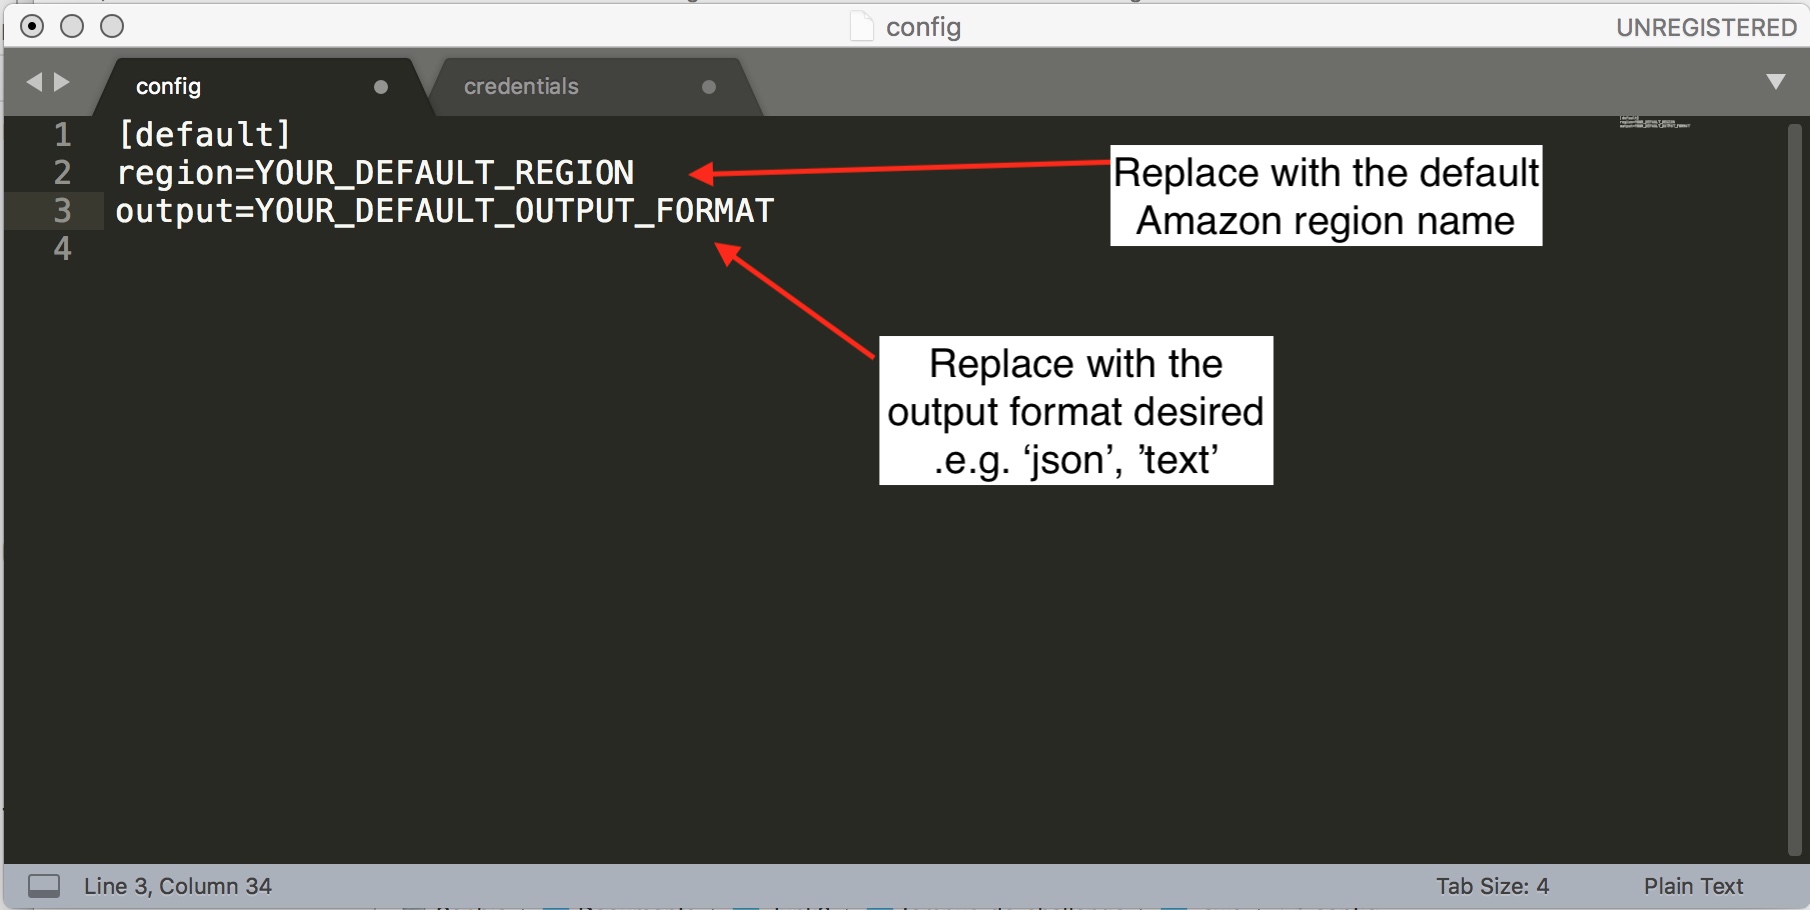 config
UNREGISTERED
config
credentials
1 [default]
2 region=YOUR_DEFAULT_REGION
3 output=YOUR_DEFAULT_OUTPUT_FORMAT
4
Replace with the default
Amazon region name
Replace with the
output format desired
.e.g. ‘json’, ’text’
Line 3, Column 34
Tab Size: 4
Plain Text